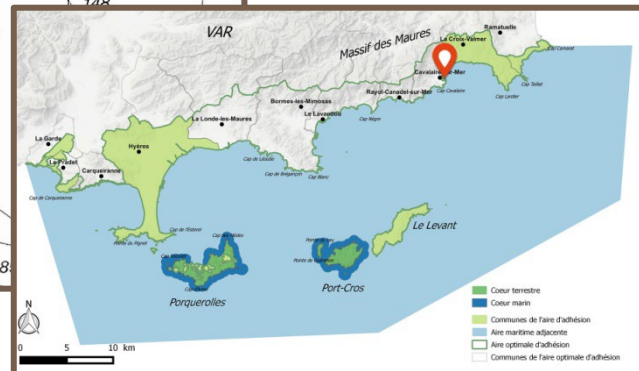 148
VAR
Massif des Maures
Ramatuelle
La Croix-Valmer
Cap Camarat
Cavalaire-sur-Mer
Cap Taillat
Cap Lardier
Cap Cavalaire
Rayol-Canadel-sur-Mer
Bormes-les-Mimosas
Le Lavandou
Cap Nègre
La Londe-les-Maures
La Garde
Hyères
Le Pradet
Carqueiranne
Cap de Léoube
Cap de Brégançon
Cap Blanc
Cap de Carqueiranne
Cap de l'Estérel
Le Levant
Cap des Mèdes
Porquerolles
Port-Cros
8
N
0 5 10 km
Coeur terrestre
Coeur marin
Communes de l'aire d'adhésion
Aire maritime adjacente
Aire optimale d'adhésion
Communes de l'aire optimale d'adhésion